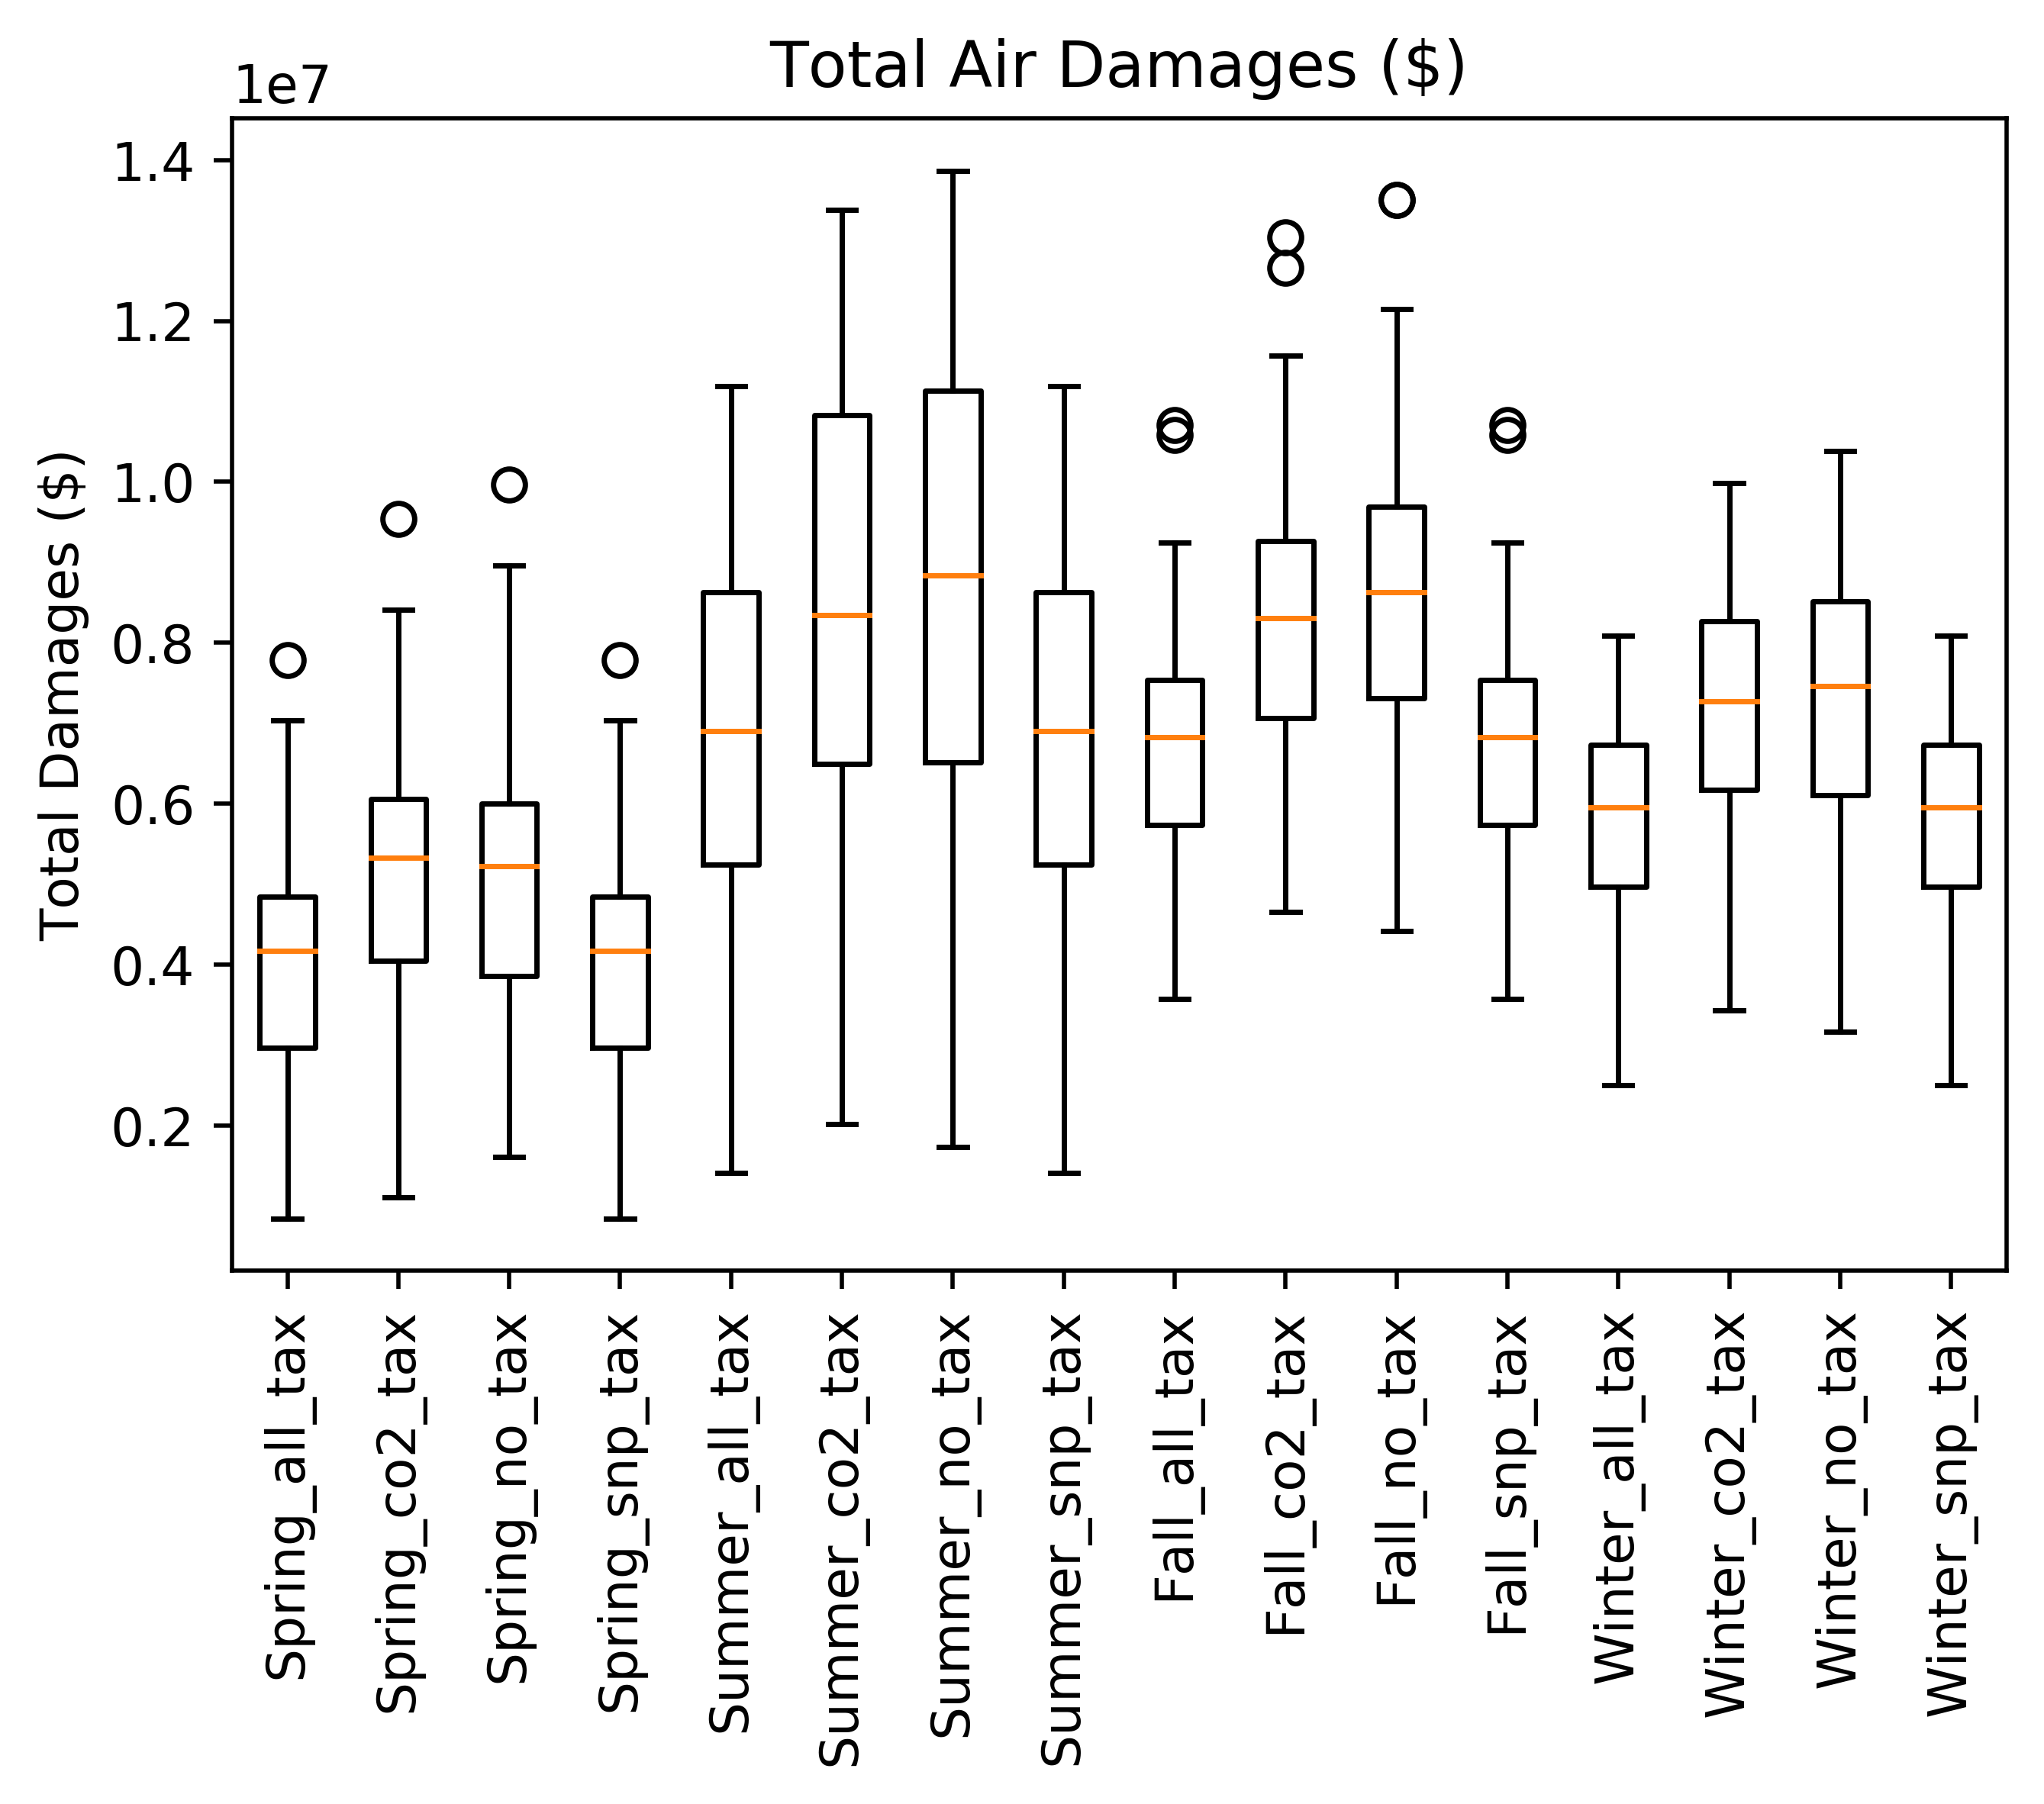 Total Air Damages ($)
1e7
1.4
1.2
1.0
0.8
0.6
0.4
0.2
Total Damages ($)
Spring_all_tax
Spring_co2_tax
Spring_no_tax
Spring_snp_tax
Summer_all_tax
Summer_co2_tax
Summer_no_tax
Summer_snp_tax
Fall_all_tax
Fall_co2_tax
Fall_no_tax
Fall_snp_tax
Winter_all_tax
Winter_co2_tax
Winter_no_tax
Winter_snp_tax